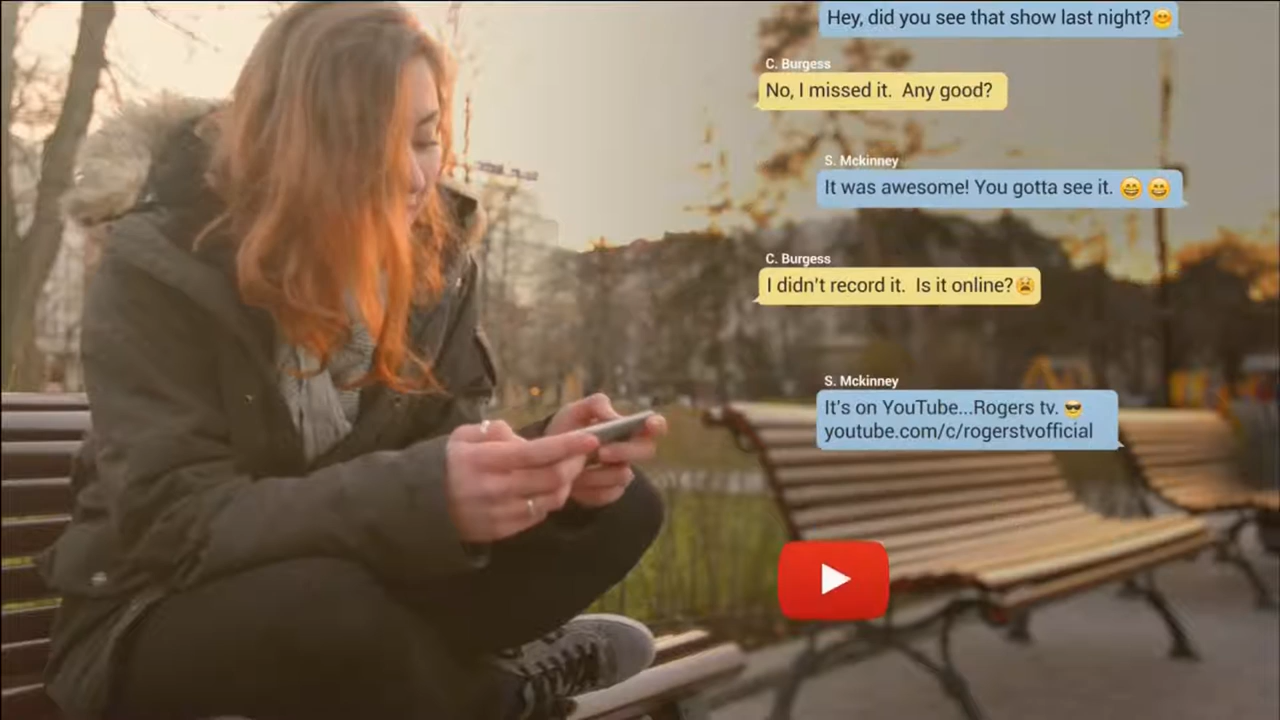 Hey, did you see that show last night?😊
C. Burgess
No, I missed it.  Any good?
S. Mckinney
It was awesome! You gotta see it. 😄 😄
C. Burgess
I didn't record it.  Is it online?😫
S. Mckinney
It's on YouTube...Rogers tv. 😎
youtube.com/c/rogerstvofficial